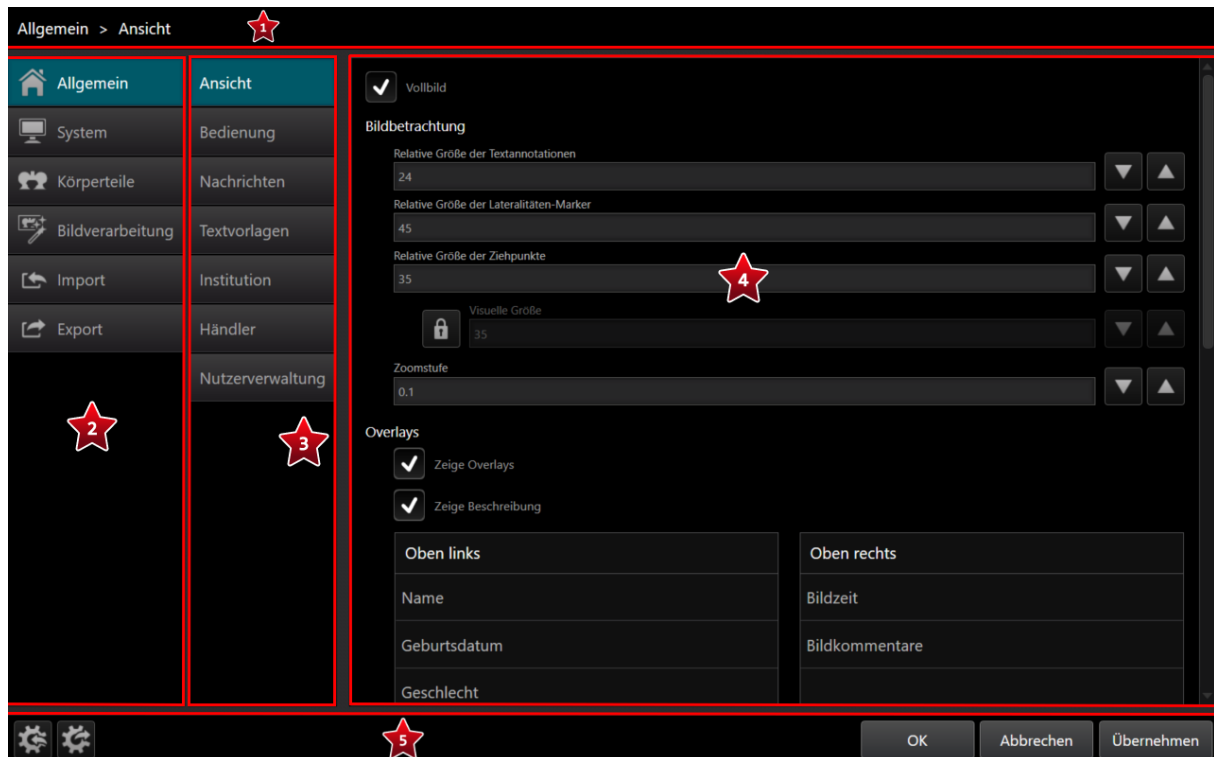 Allgemein > Ansicht
1
Allgemein
System
Körperteile
Bildverarbeitung
Import
Export
2
Ansicht
Bedienung
Nachrichten
Textvorlagen
Institution
Händler
Nutzerverwaltung
3
Vollbild
Bildbetrachtung
Relative Größe der Textannotationen
24
Relative Größe der Lateralitäten-Marker
45
Relative Größe der Ziehpunkte
35
4
Visuelle Größe
35
Zoomstufe
0.1
Overlays
Zeige Overlays
Zeige Beschreibung
Oben links
Name
Geburtsdatum
Geschlecht
Oben rechts
Bildzeit
Bildkommentare
5
OK
Abbrechen
Übernehmen